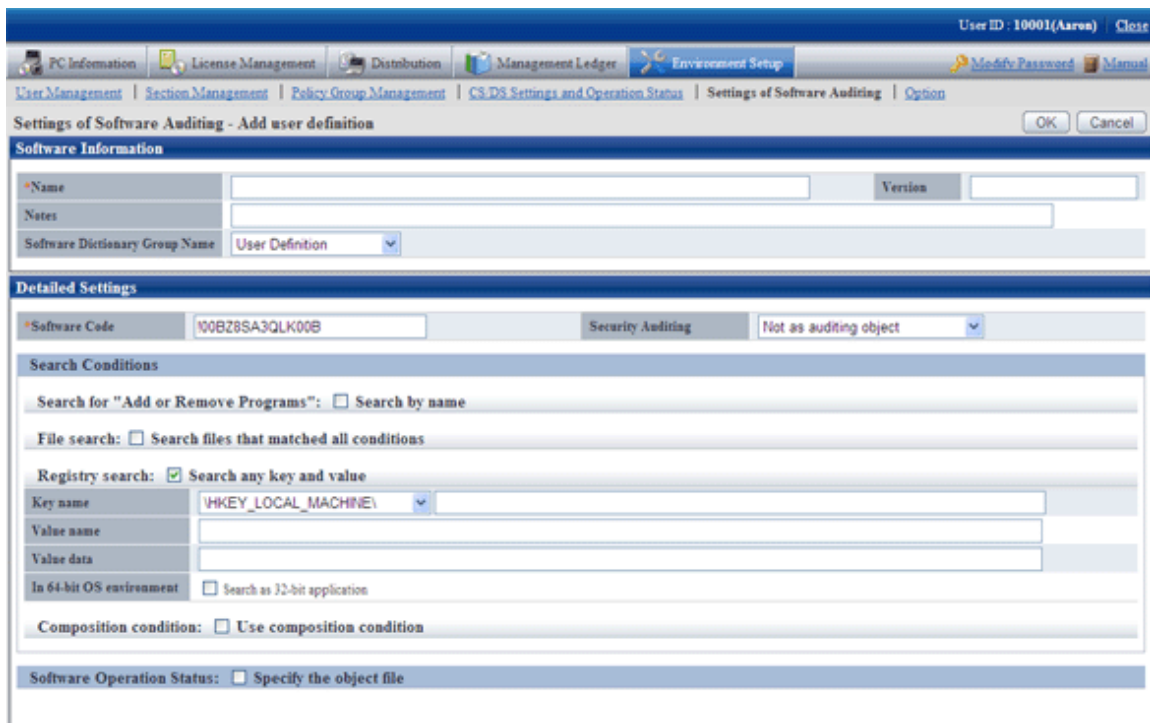 User ID : 10001(Aaron) Close
PC Information License Management Distribution Management Ledger Environment Setup Modify Password Manual
User Management | Section Management | Policy Group Management | CS/DS Settings and Operation Status | Settings of Software Auditing | Option
Settings of Software Auditing - Add user definition OK Cancel
Software Information
*Name Version
Notes
Software Dictionary Group Name User Definition
Detailed Settings
*Software Code !00BZ8SA3QLK00B Security Auditing Not as auditing object
Search Conditions
Search for "Add or Remove Programs": Search by name
File search: Search files that matched all conditions
Registry search: Search any key and value
Key name \HKEY_LOCAL_MACHINE\
Value name
Value data
In 64-bit OS environment Search as 32-bit application
Composition condition: Use composition condition
Software Operation Status: Specify the object file